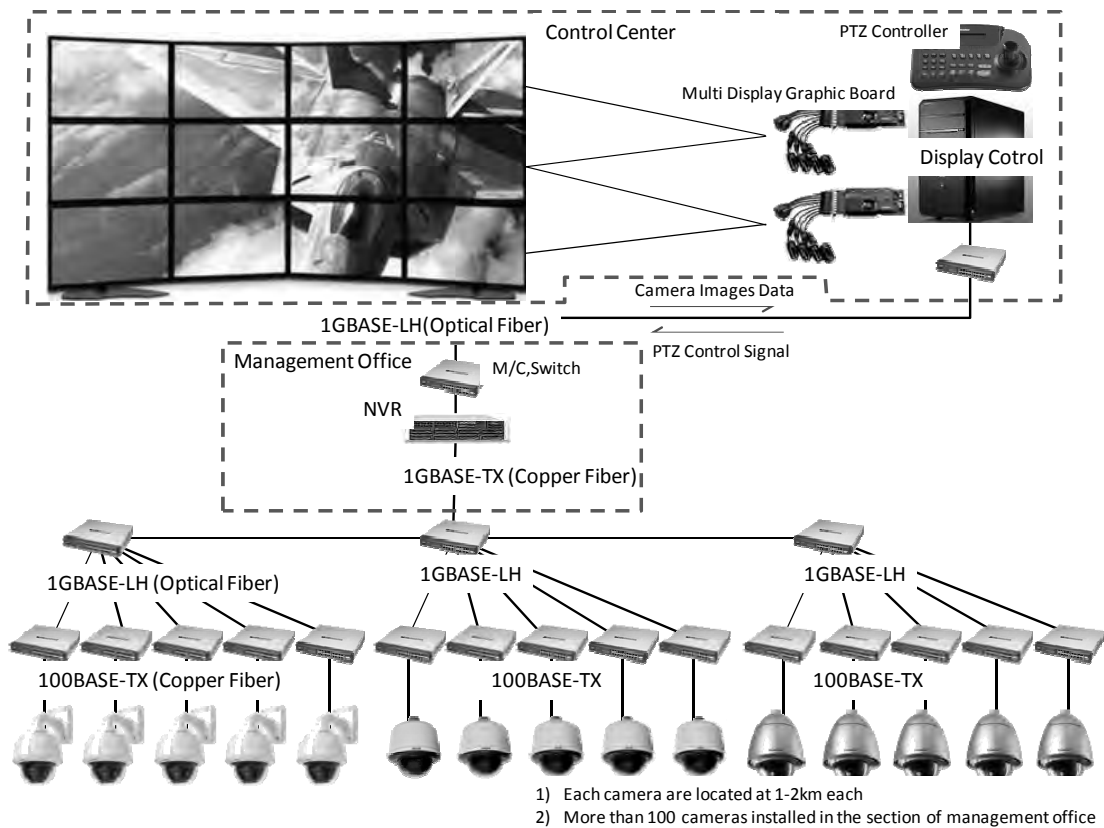 Control Center
PTZ Controller
Multi Display Graphic Board
Display Cotrol
Camera Images Data
1GBASE-LH(Optical Fiber)
PTZ Control Signal
Management Office
M/C,Switch
NVR
1GBASE-TX (Copper Fiber)
1GBASE-LH (Optical Fiber)
1GBASE-LH
1GBASE-LH
100BASE-TX (Copper Fiber)
100BASE-TX
100BASE-TX
1) Each camera are located at 1-2km each
2) More than 100 cameras installed in the section of management office